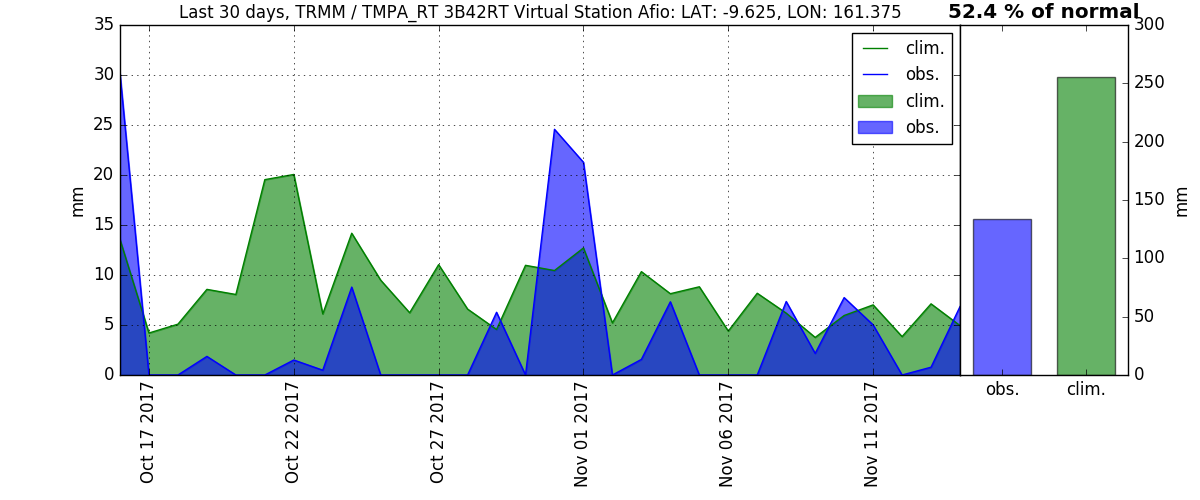 Last 30 days, TRMM / TMPA_RT 3B42RT Virtual Station Afio: LAT: -9.625, LON: 161.375
52.4 % of normal
35
30
25
20
15
10
5
0
mm
clim.
obs.
clim.
obs.
300
250
200
150
100
50
0
mm
obs.
clim.
Oct 17 2017
Oct 22 2017
Oct 27 2017
Nov 01 2017
Nov 06 2017
Nov 11 2017